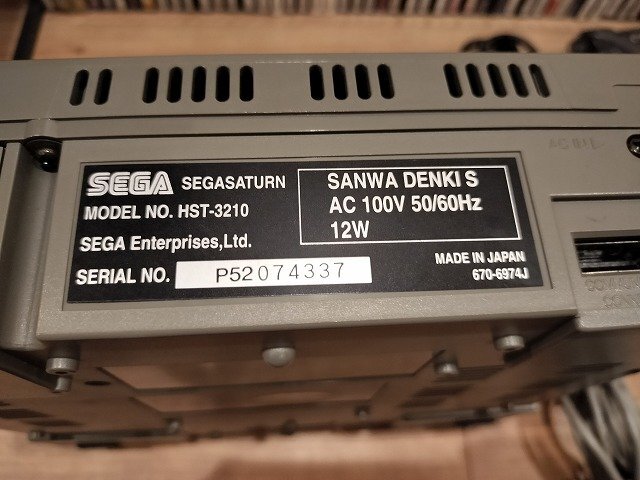 SEGA SEGASATURN
MODEL NO. HST-3210
SEGA Enterprises,Ltd.
SERIAL NO. P52074337
SANWA DENKI S
AC 100V 50/60Hz
12W
MADE IN JAPAN
670-6974J